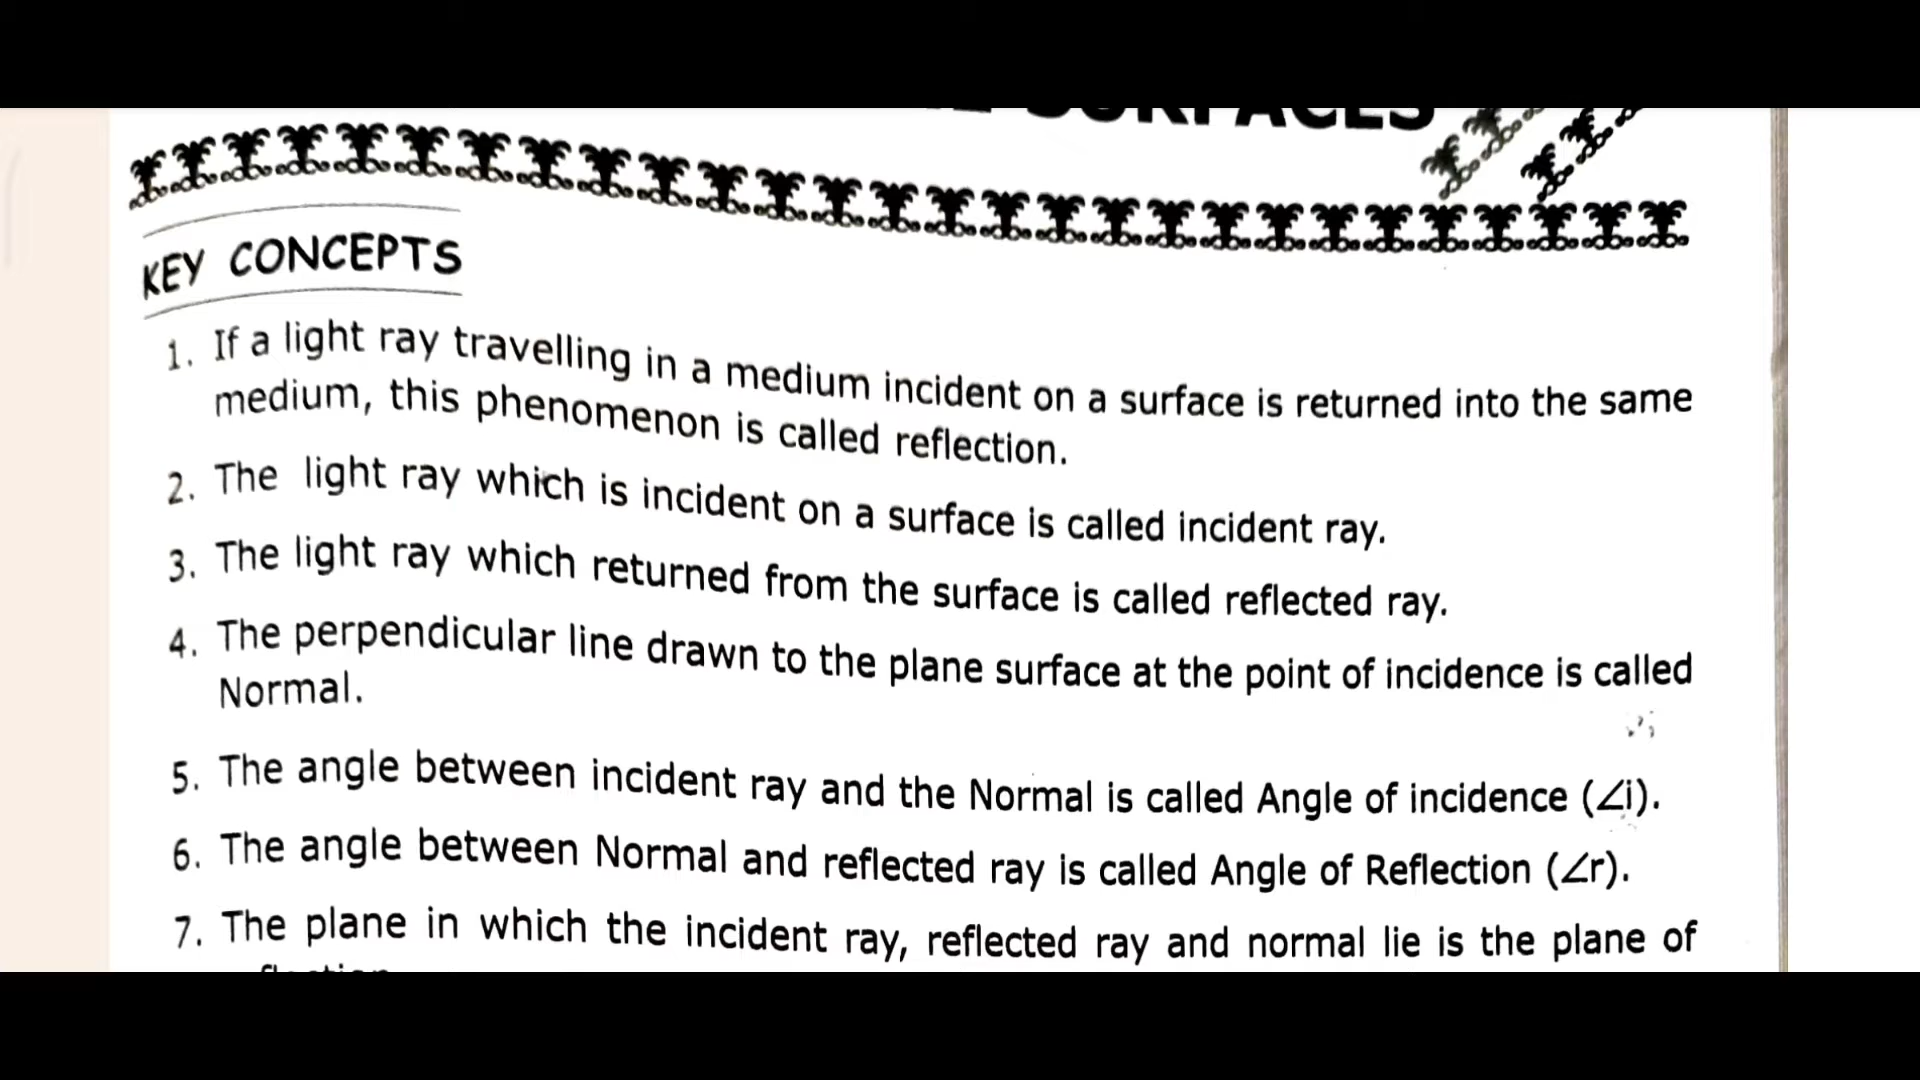 SURFACES
KEY CONCEPTS
1. If a light ray travelling in a medium incident on a surface is returned into the same
medium, this phenomenon is called reflection.
2. The light ray which is incident on a surface is called incident ray.
3. The light ray which returned from the surface is called reflected ray.
4. The perpendicular line drawn to the plane surface at the point of incidence is called
Normal.
5. The angle between incident ray and the Normal is called Angle of incidence (∠i).
6. The angle between Normal and reflected ray is called Angle of Reflection (∠r).
7. The plane in which the incident ray, reflected ray and normal lie is the plane of